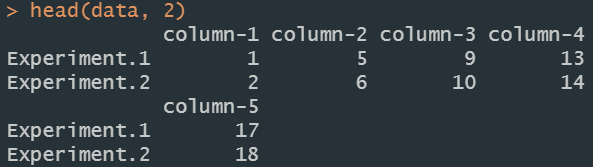 > head(data, 2)
column-1 column-2 column-3 column-4
Experiment.1 1 5 9 13
Experiment.2 2 6 10 14
column-5
Experiment.1 17
Experiment.2 18